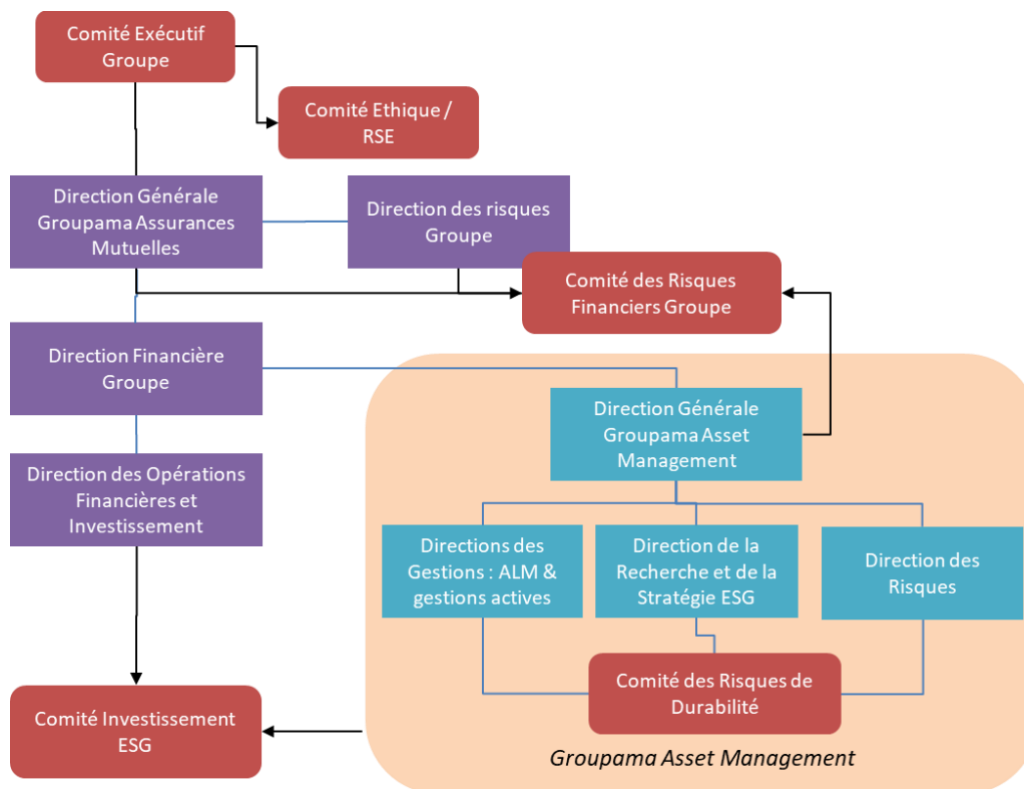 Comité Exécutif
Groupe
Comité Ethique /
RSE
Direction Générale
Groupama Assurances
Mutuelles
Direction des risques
Groupe
Comité des Risques
Financiers Groupe
Direction Financière
Groupe
Direction Générale
Groupama Asset
Management
Direction des Opérations
Financières et
Investissement
Directions des
Gestions : ALM &
gestions actives
Direction de la
Recherche et de la
Stratégie ESG
Direction des
Risques
Comité des Risques de
Durabilité
Comité Investissement
ESG
Groupama Asset Management